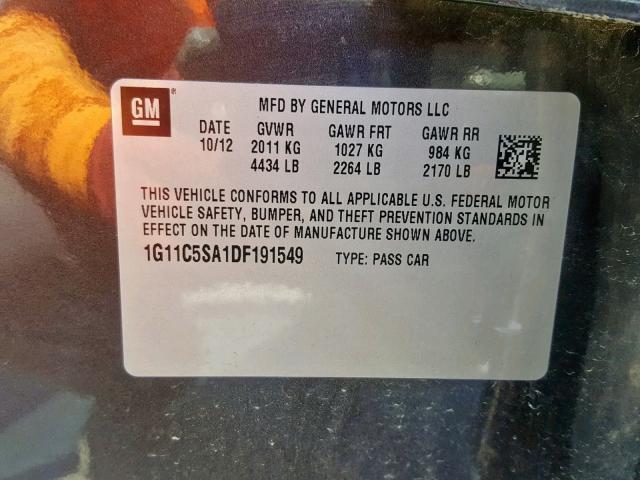 GM ®
MFD BY GENERAL MOTORS LLC
DATE GVWR GAWR FRT GAWR RR
10/12 2011 KG 1027 KG 984 KG
4434 LB 2264 LB 2170 LB
THIS VEHICLE CONFORMS TO ALL APPLICABLE U.S. FEDERAL MOTOR
VEHICLE SAFETY, BUMPER, AND THEFT PREVENTION STANDARDS IN
EFFECT ON THE DATE OF MANUFACTURE SHOWN ABOVE.
1G11C5SA1DF191549 TYPE: PASS CAR